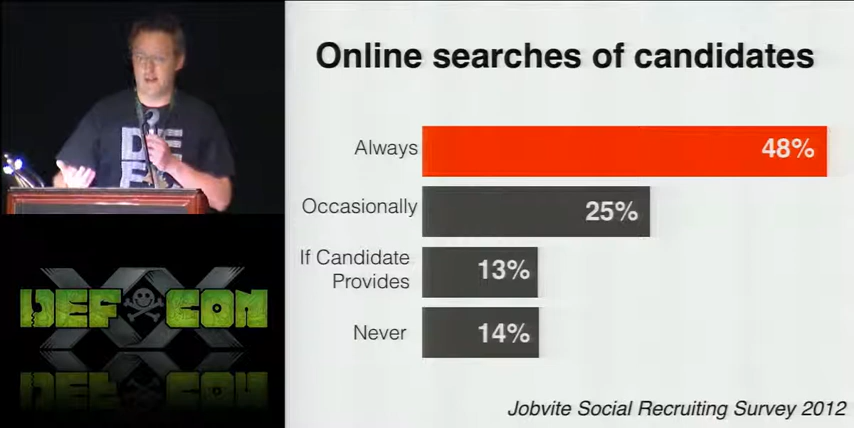 Online searches of candidates
Always
48%
Occasionally
25%
If Candidate
Provides
13%
Never
14%
Jobvite Social Recruiting Survey 2012
DEF CON
XX